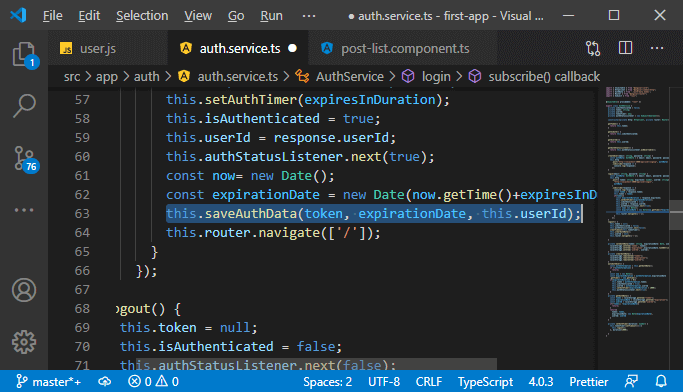 File Edit Selection View Go Run ··· ● auth.service.ts - first-app - Visual ...
JS user.js auth.service.ts ● post-list.component.ts
src > app > auth > auth.service.ts > AuthService > login > subscribe() callback
57 this.setAuthTimer(expiresInDuration);
58 this.isAuthenticated = true;
59 this.userId = response.userId;
60 this.authStatusListener.next(true);
61 const now= new Date();
62 const expirationDate = new Date(now.getTime()+expiresInD
63 this.saveAuthData(token, expirationDate, this.userId);
64 this.router.navigate(['/']);
65 }
66 });
67
68 ogout() {
69 this.token = null;
70 this.isAuthenticated = false;
71 this.authStatusListener.next(false);
1
76
master*+ 0 0 Spaces: 2 UTF-8 CRLF TypeScript 4.0.3 Prettier